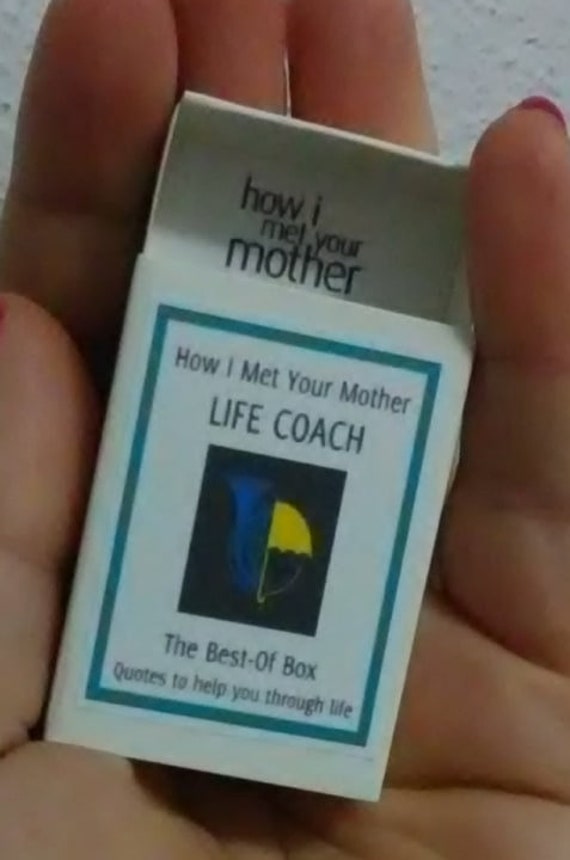 how i
met your
mother
How I Met Your Mother
LIFE COACH
The Best-Of Box
Quotes to help you through life